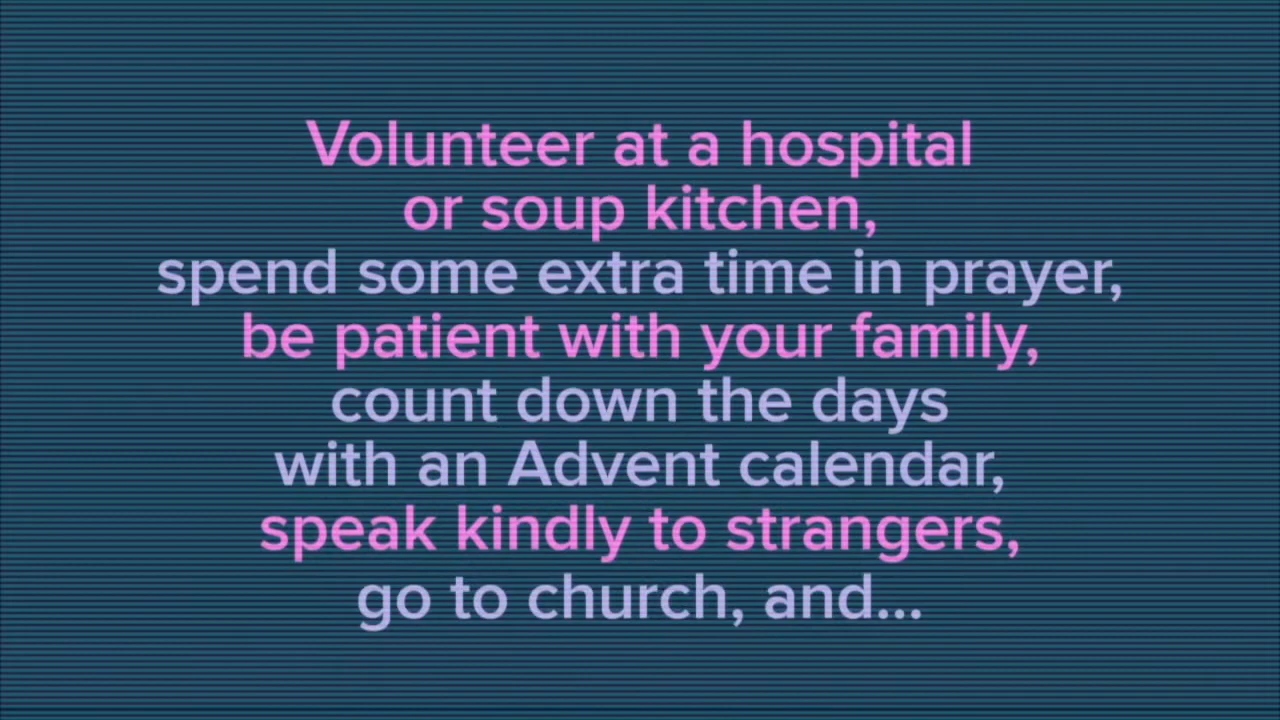 Volunteer at a hospital
or soup kitchen,
spend some extra time in prayer,
be patient with your family,
count down the days
with an Advent calendar,
speak kindly to strangers,
go to church, and...